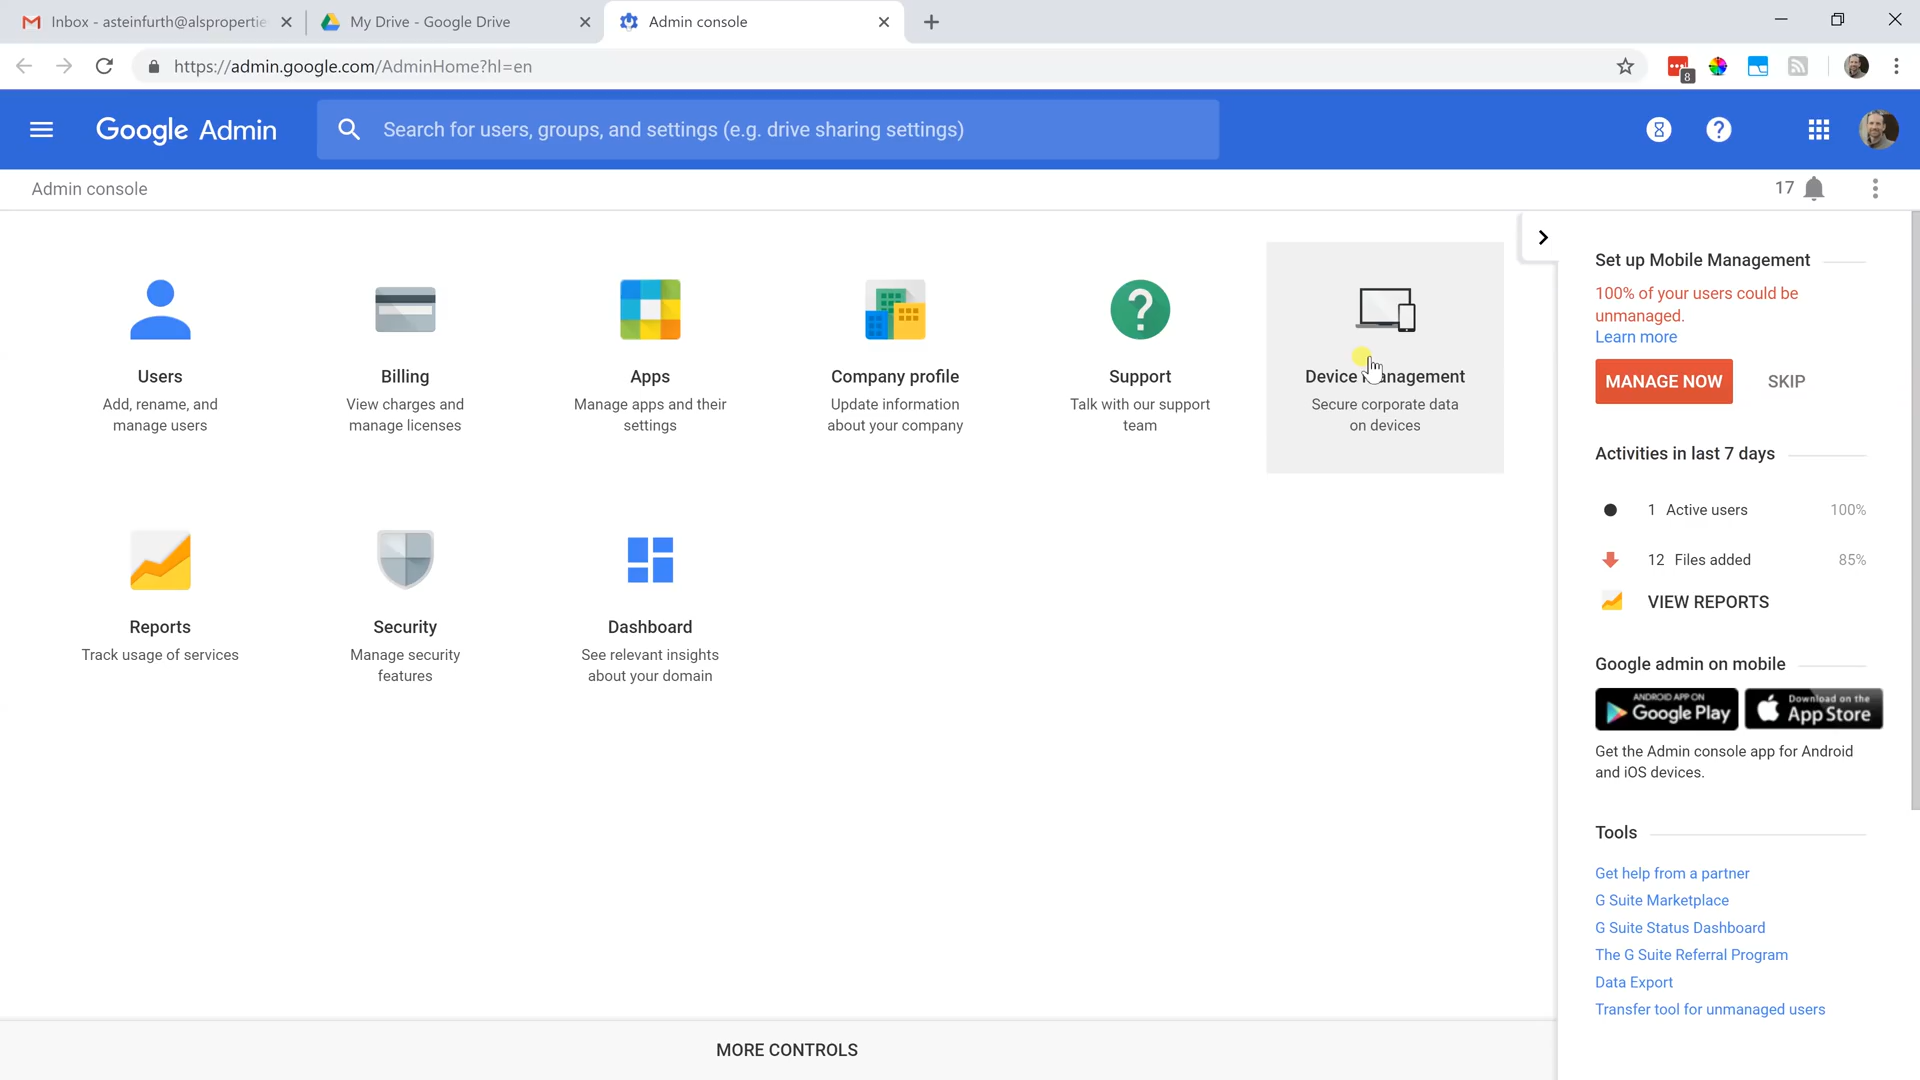 Inbox - asteinfurth@alspropertie
My Drive - Google Drive
Admin console
https://admin.google.com/AdminHome?hl=en
8
Google Admin
Search for users, groups, and settings (e.g. drive sharing settings)
Admin console
17
Users
Add, rename, and
manage users
Billing
View charges and
manage licenses
Apps
Manage apps and their
settings
Company profile
Update information
about your company
Support
Talk with our support
team
Device
Secure corporate data
on devices
Reports
Track usage of services
Security
Manage security
features
Dashboard
See relevant insights
about your domain
MORE CONTROLS
Set up Mobile Management
100% of your users could be
unmanaged.
Learn more
MANAGE NOW
SKIP
Activities in last 7 days
1 Active users 100%
12 Files added 85%
VIEW REPORTS
Google admin on mobile
ANDROID APP ON
Google Play
Download on the
App Store
Get the Admin console app for Android
and iOS devices.
Tools
Get help from a partner
G Suite Marketplace
G Suite Status Dashboard
The G Suite Referral Program
Data Export
Transfer tool for unmanaged users